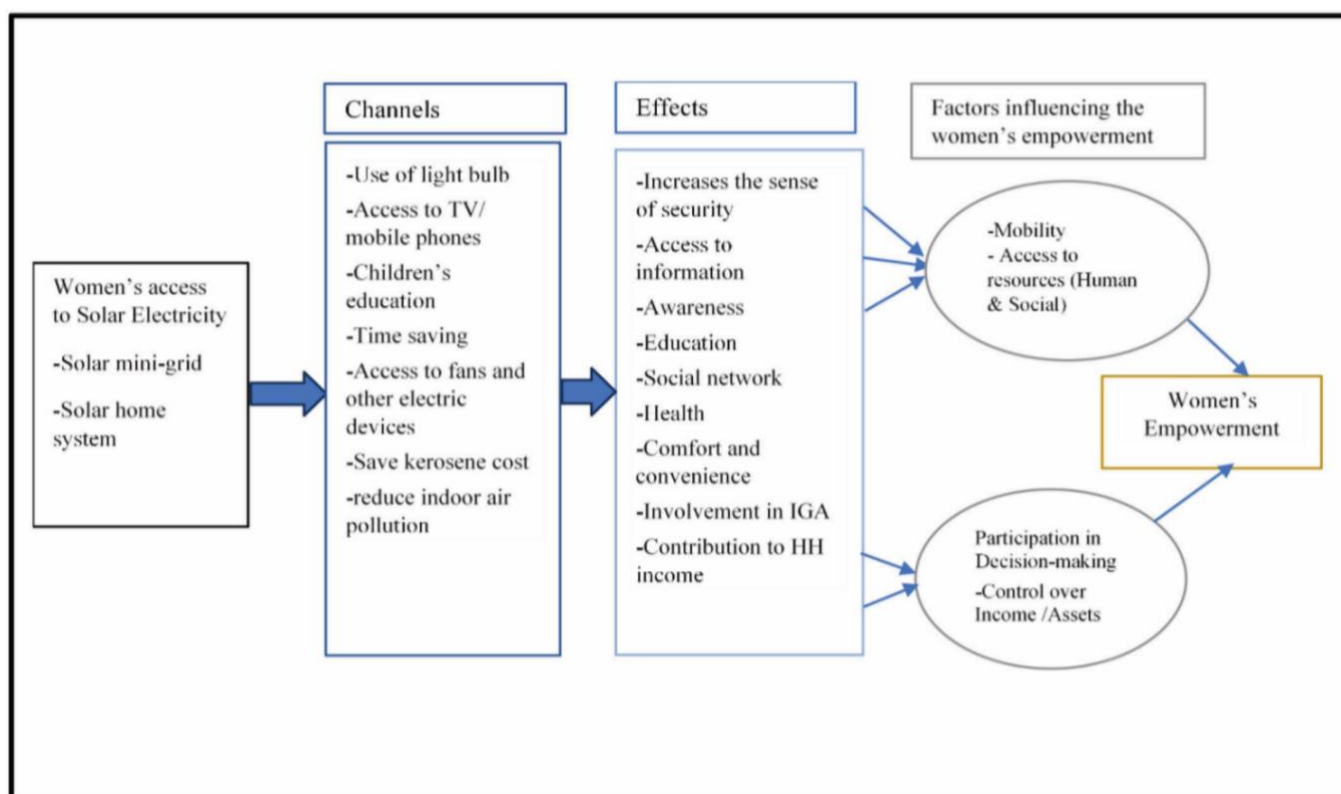 Women's access
to Solar Electricity
-Solar mini-grid
-Solar home
system
Channels
-Use of light bulb
-Access to TV/
mobile phones
-Children's
education
-Time saving
-Access to fans and
other electric
devices
-Save kerosene cost
-reduce indoor air
pollution
Effects
-Increases the sense
of security
-Access to
information
-Awareness
-Education
-Social network
-Health
-Comfort and
convenience
-Involvement in IGA
-Contribution to HH
income
Factors influencing the
women's empowerment
-Mobility
- Access to
resources (Human
& Social)
Participation in
Decision-making
-Control over
Income /Assets
Women's
Empowerment